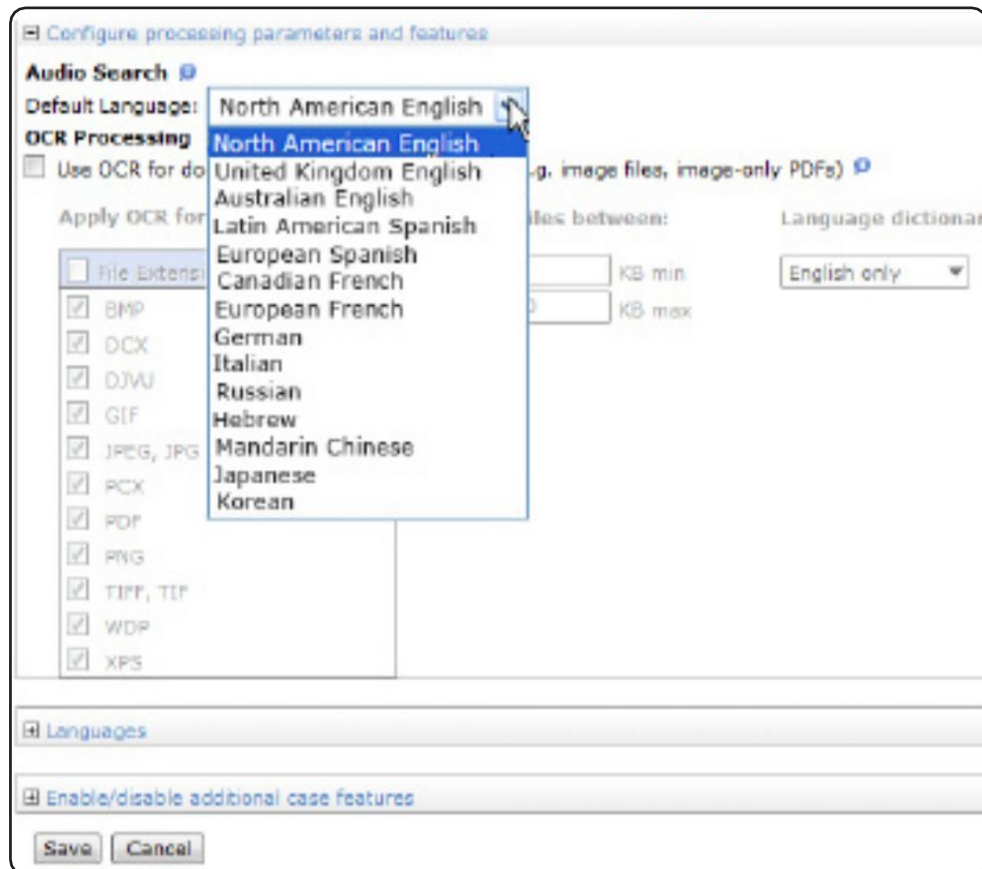 Configure processing parameters and features
Audio Search
Default Language: North American English
OCR Processing
North American English
Use OCR for do
United Kingdom English
.g. image files, image-only PDFs)
Australian English
Apply OCR for
Latin American Spanish
iles between:
Language dictionar
European Spanish
File Extensi
Canadian French
KB min
English only
BMP
European French
KB max
DCX
German
Italian
DJVU
Russian
GIF
Hebrew
JPEG, JPG
Mandarin Chinese
PCX
Japanese
Korean
PDF
PNG
TIFF, TIF
WDP
XPS
Languages
Enable/disable additional case features
Save Cancel